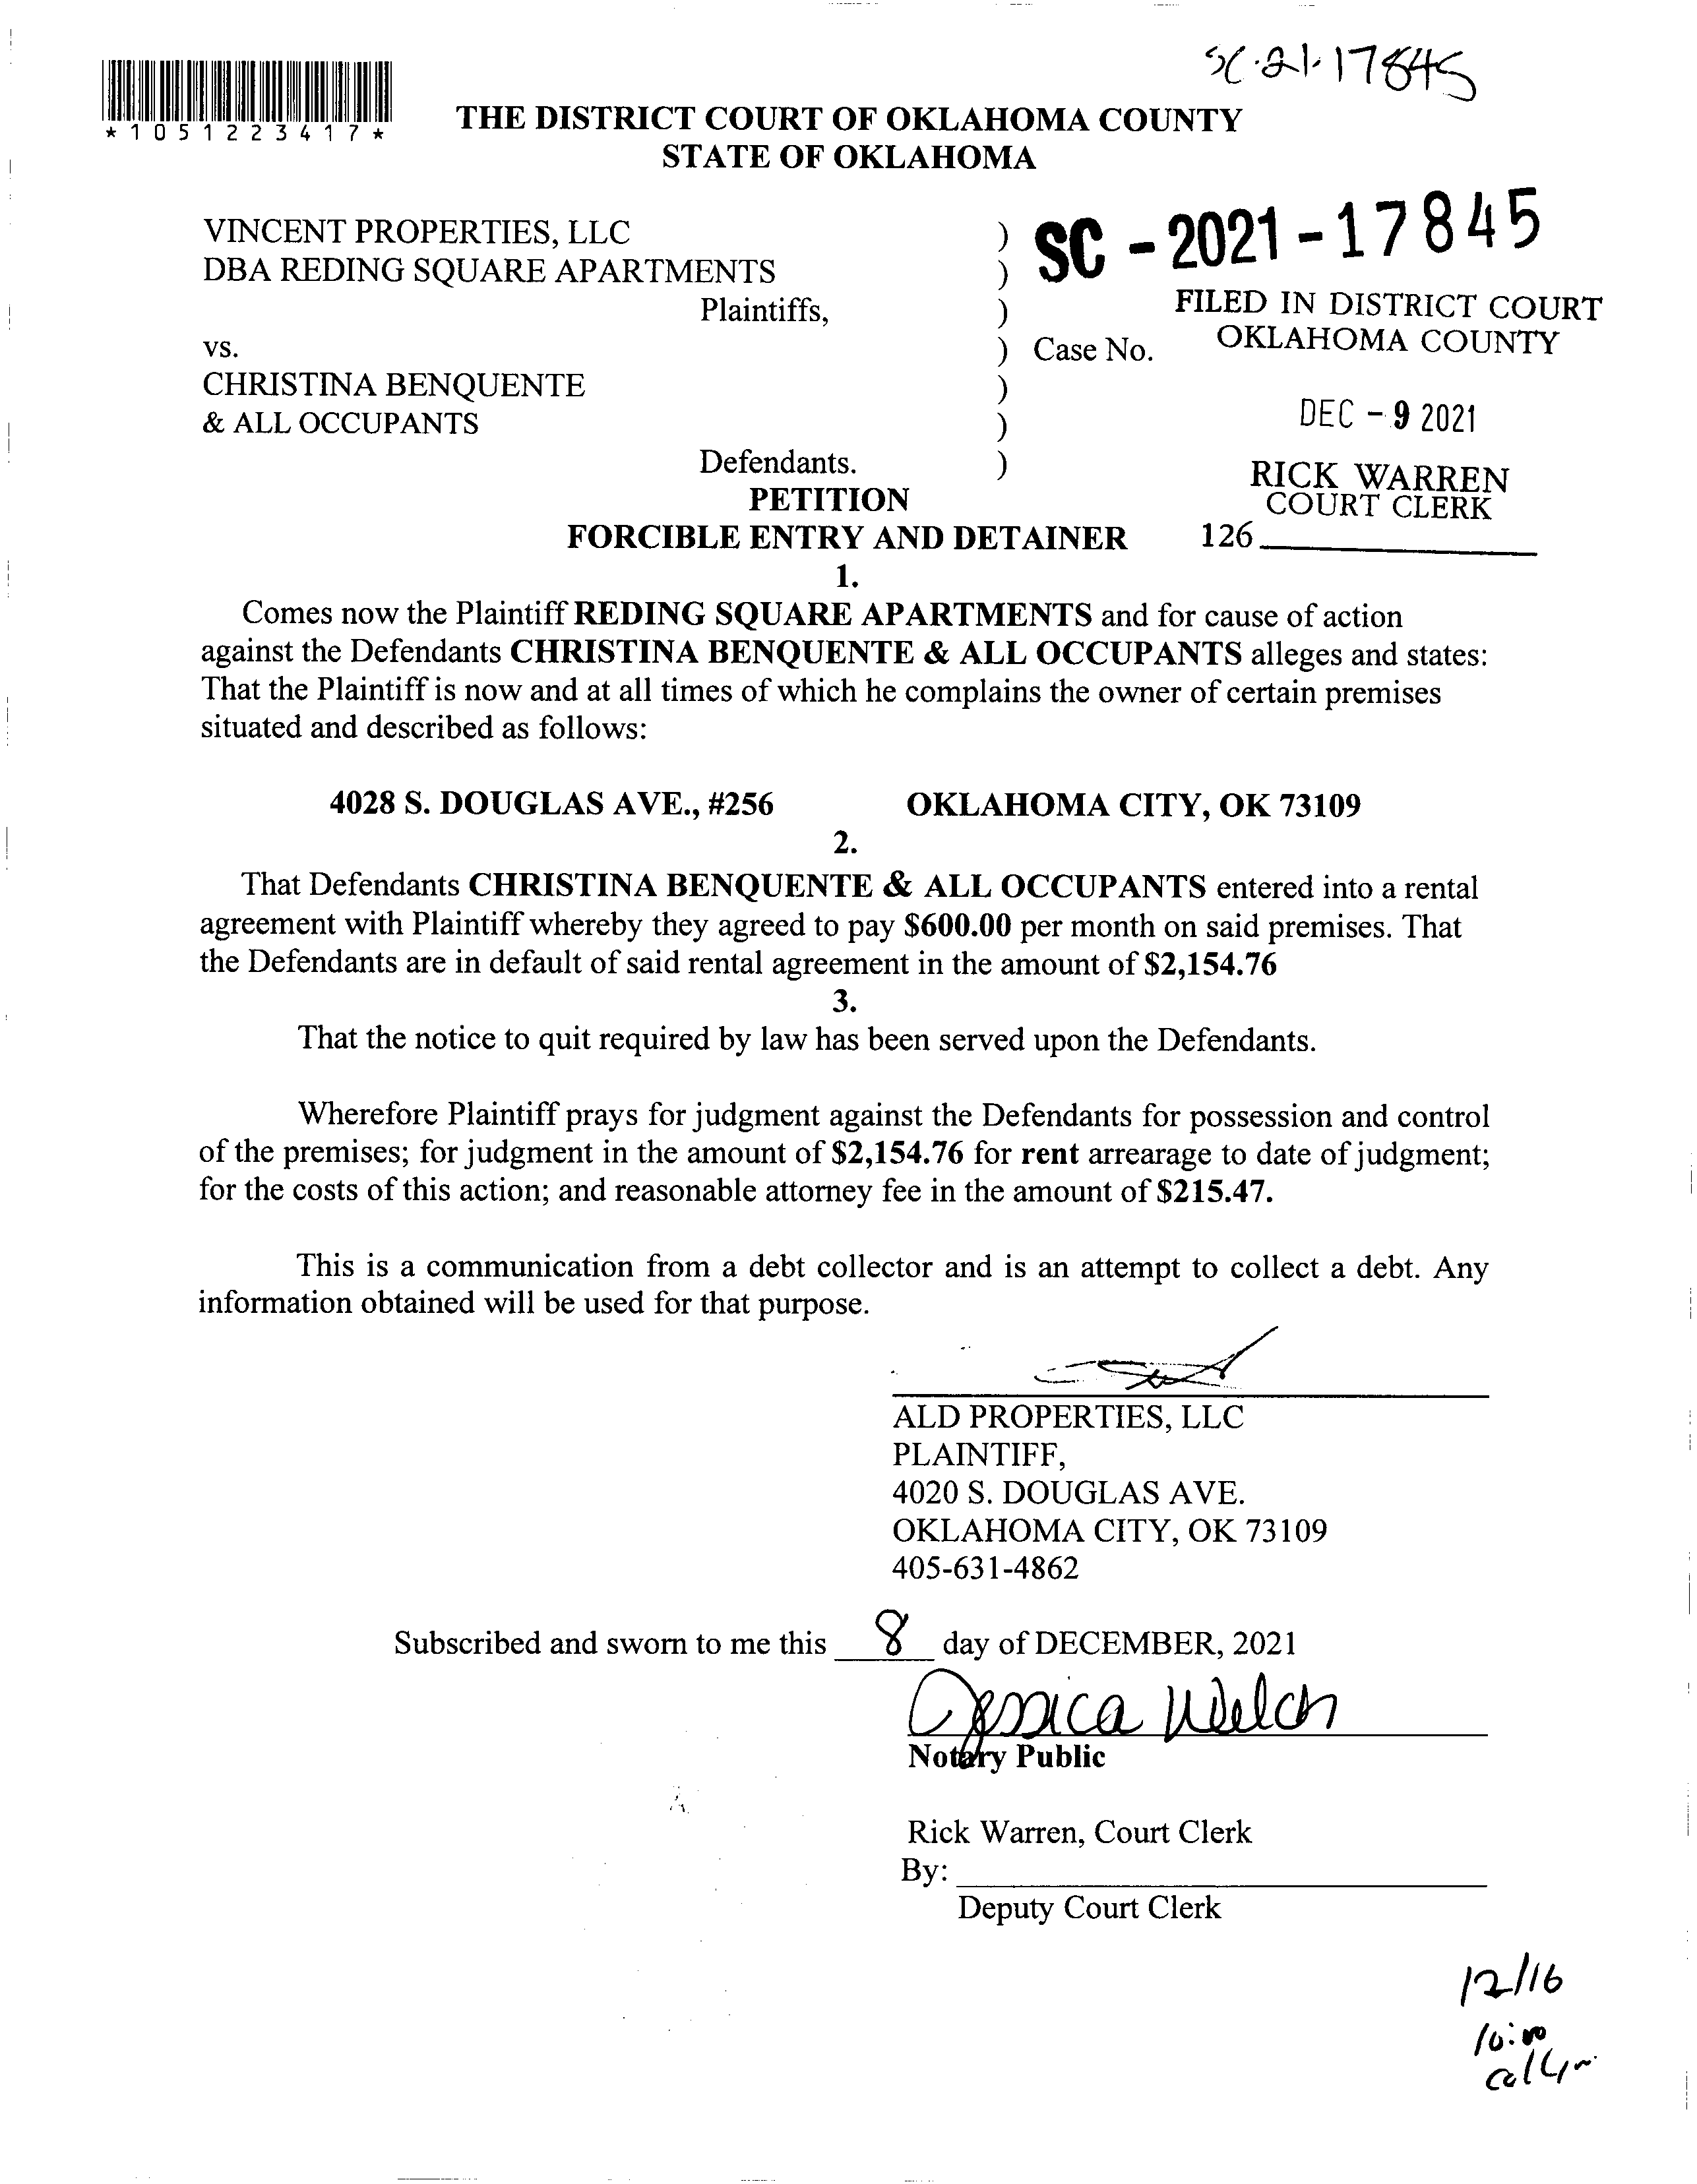 SC-21-17845
*1051223417*
THE DISTRICT COURT OF OKLAHOMA COUNTY
STATE OF OKLAHOMA
SC-2021-17845
VINCENT PROPERTIES, LLC )
DBA REDING SQUARE APARTMENTS )
Plaintiffs, )
FILED IN DISTRICT COURT
OKLAHOMA COUNTY
vs. ) Case No.
CHRISTINA BENQUENTE )
& ALL OCCUPANTS )
DEC - 9 2021
Defendants. )
RICK WARREN
COURT CLERK
126
PETITION
FORCIBLE ENTRY AND DETAINER
1.
Comes now the Plaintiff REDING SQUARE APARTMENTS and for cause of action
against the Defendants CHRISTINA BENQUENTE & ALL OCCUPANTS alleges and states:
That the Plaintiff is now and at all times of which he complains the owner of certain premises
situated and described as follows:
4028 S. DOUGLAS AVE., #256 OKLAHOMA CITY, OK 73109
2.
That Defendants CHRISTINA BENQUENTE & ALL OCCUPANTS entered into a rental
agreement with Plaintiff whereby they agreed to pay $600.00 per month on said premises. That
the Defendants are in default of said rental agreement in the amount of $2,154.76
3.
That the notice to quit required by law has been served upon the Defendants.
Wherefore Plaintiff prays for judgment against the Defendants for possession and control
of the premises; for judgment in the amount of $2,154.76 for rent arrearage to date of judgment;
for the costs of this action; and reasonable attorney fee in the amount of $215.47.
This is a communication from a debt collector and is an attempt to collect a debt. Any
information obtained will be used for that purpose.
ALD PROPERTIES, LLC
PLAINTIFF,
4020 S. DOUGLAS AVE.
OKLAHOMA CITY, OK 73109
405-631-4862
Subscribed and sworn to me this 8 day of DECEMBER, 2021
Jessica Welch
Notary Public
Rick Warren, Court Clerk
By:
Deputy Court Clerk
12/16
10:00